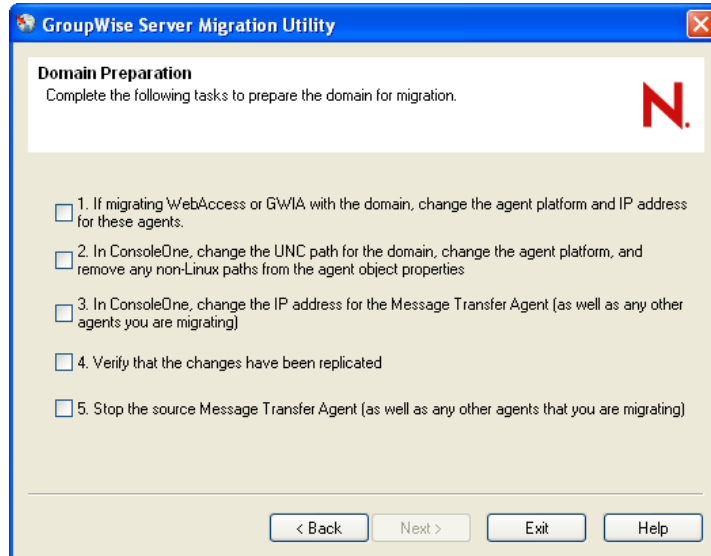 GroupWise Server Migration Utility
Domain Preparation
Complete the following tasks to prepare the domain for migration.
N.
1. If migrating WebAccess or GWIA with the domain, change the agent platform and IP address
for these agents.
2. In ConsoleOne, change the UNC path for the domain, change the agent platform, and
remove any non-Linux paths from the agent object properties
3. In ConsoleOne, change the IP address for the Message Transfer Agent (as well as any other
agents you are migrating)
4. Verify that the changes have been replicated
5. Stop the source Message Transfer Agent (as well as any other agents that you are migrating)
< Back Next > Exit Help